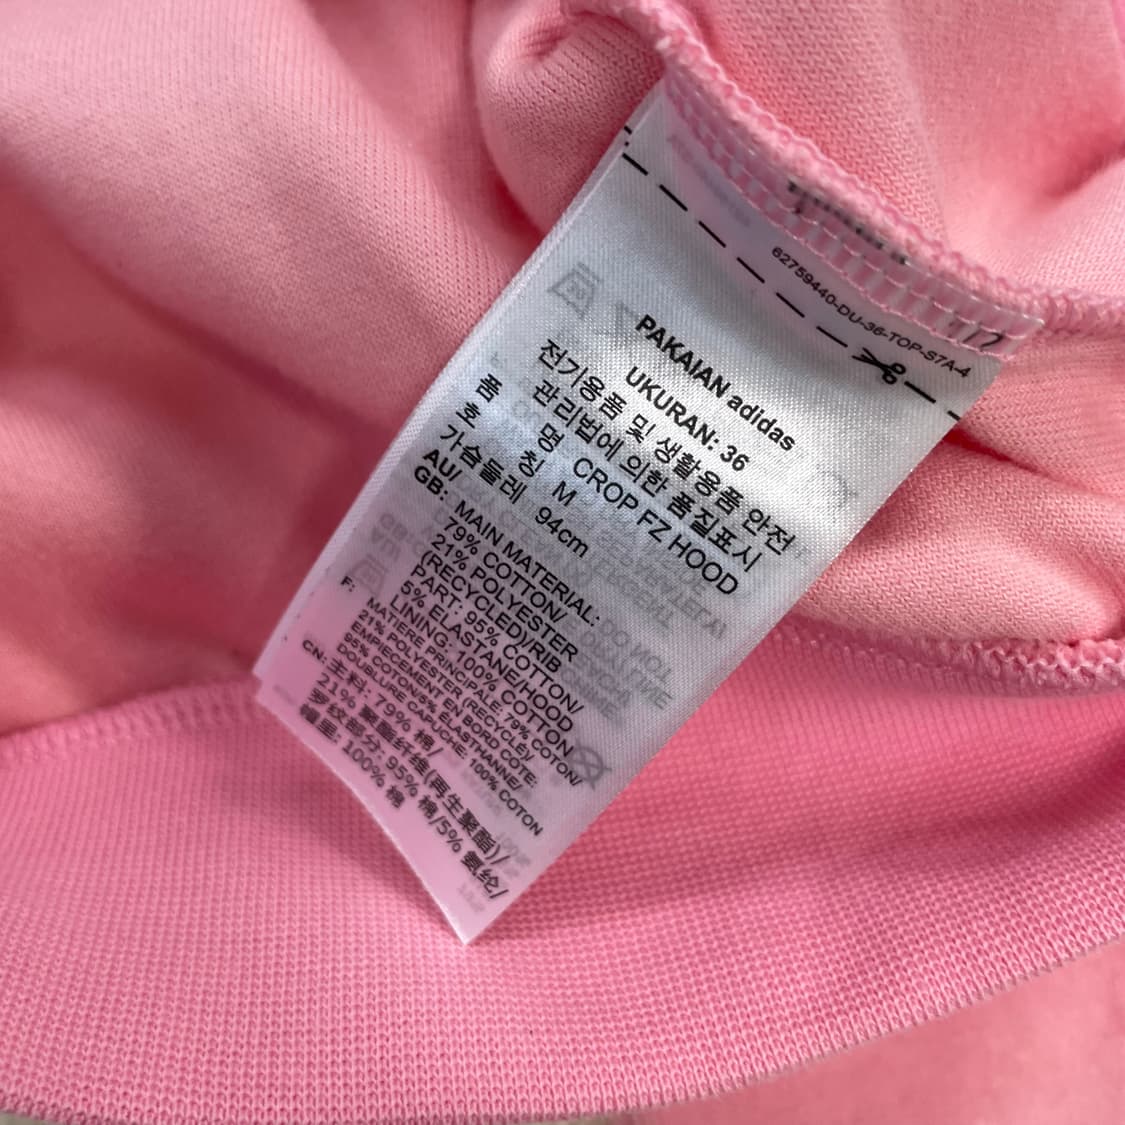 62759440-DU-36-TOP-S7A-4
PAKAIAN adidas
UKURAN: 36
전기용품 및 생활용품 안전
관리법에 의한 품질표시
품 명 CROP FZ HOOD
호 칭 M
가슴둘레 94cm
AU/
GB: MAIN MATERIAL:
79% COTTON/
21% POLYESTER
(RECYCLED)/RIB
PART: 95% COTTON/
5% ELASTANE/HOOD
LINING: 100% COTTON
F: MATIÈRE PRINCIPALE: 79% COTON/
21% POLYESTER (RECYCLÉ)/
EMPIÈCEMENT EN BORD CÔTE:
95% COTON/5% ÉLASTHANNE/
DOUBLURE CAPUCHE: 100% COTON
CN: 主料: 79% 棉/
21% 聚酯纤维(再生聚酯)/
罗纹部分: 95% 棉/5% 氨纶/
帽里: 100% 棉